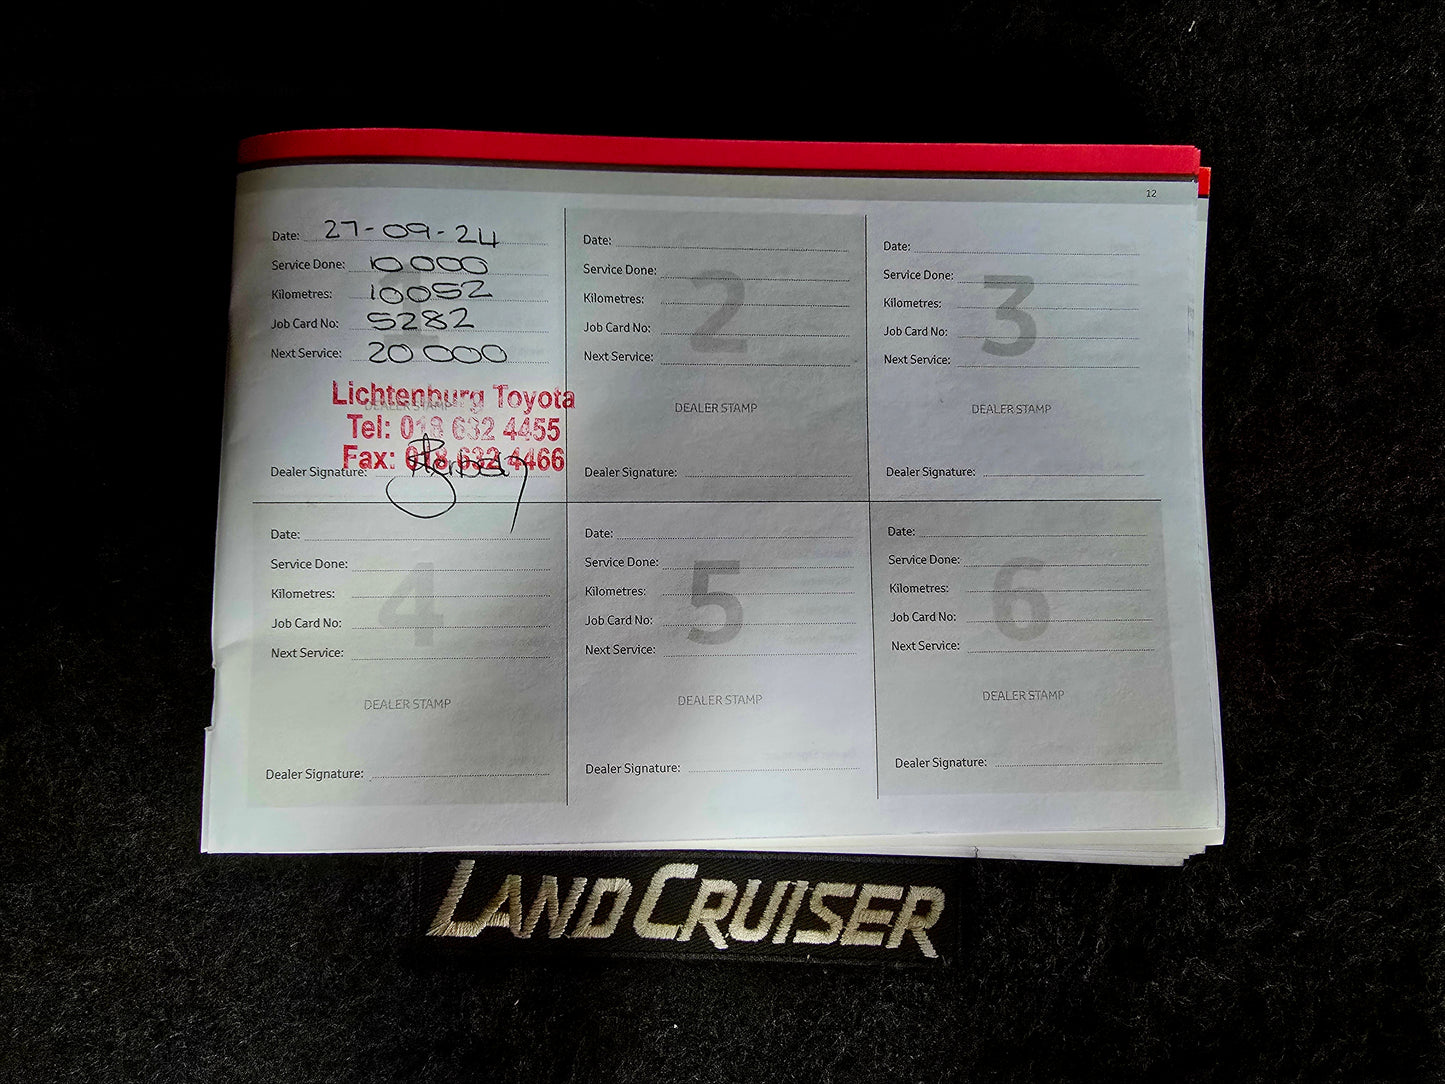 12
Date: 27-09-24
Service Done: 10 000
Kilometres: 10052
Job Card No: 5282
Next Service: 20 000
DEALER STAMP
Lichtenburg Toyota
Tel: 018 632 4455
Fax: 018 632 4466
Dealer Signature:
2
Date:
Service Done:
Kilometres:
Job Card No:
Next Service:
DEALER STAMP
Dealer Signature:
3
Date:
Service Done:
Kilometres:
Job Card No:
Next Service:
DEALER STAMP
Dealer Signature:
4
Date:
Service Done:
Kilometres:
Job Card No:
Next Service:
DEALER STAMP
Dealer Signature:
5
Date:
Service Done:
Kilometres:
Job Card No:
Next Service:
DEALER STAMP
Dealer Signature:
6
Date:
Service Done:
Kilometres:
Job Card No:
Next Service:
DEALER STAMP
Dealer Signature:
LAND CRUISER